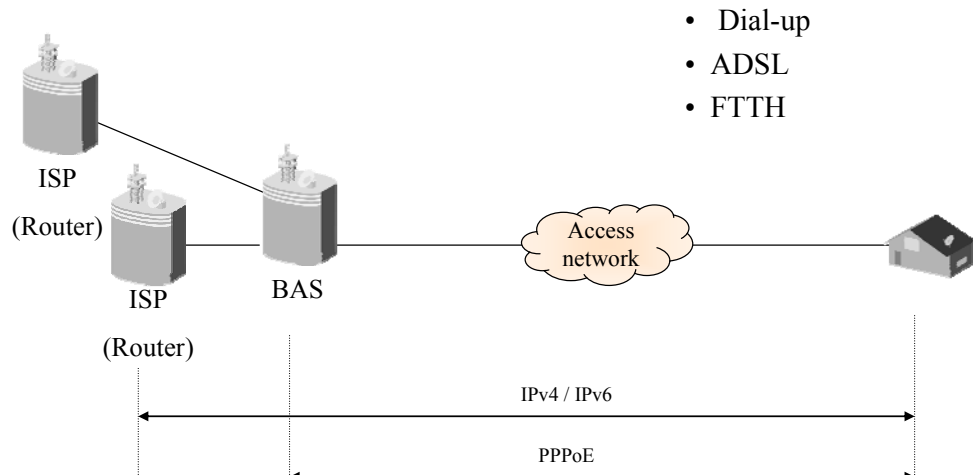 • Dial-up
• ADSL
• FTTH
ISP
(Router)
ISP
(Router)
BAS
Access
network
IPv4 / IPv6
PPPoE